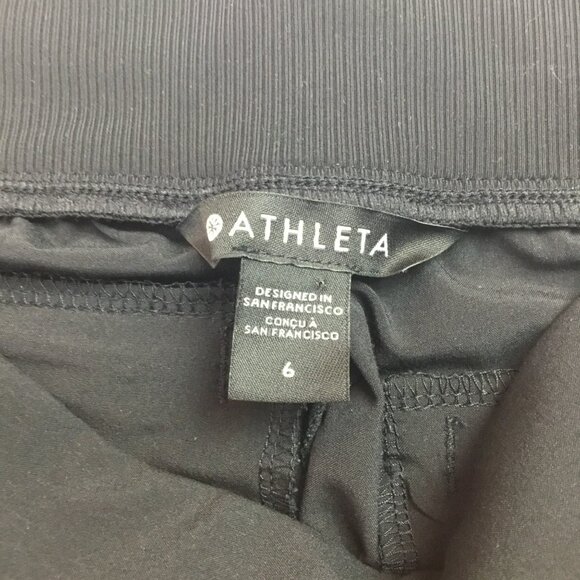 ATHLETA
DESIGNED IN
SAN FRANCISCO
CONÇU À
SAN FRANCISCO
6